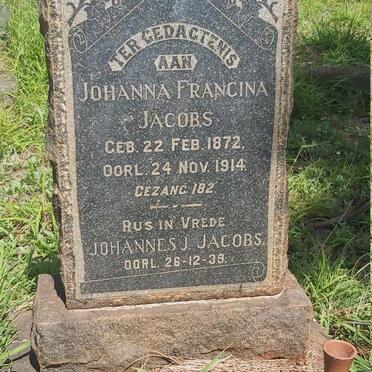 TER GEDACTENIS
AAN
JOHANNA FRANCINA
JACOBS
GEB. 22 FEB. 1872.
OORL. 24 NOV. 1914.
GEZANG 182
RUS IN VREDE
JOHANNES J. JACOBS
OORL. 26-12-39.